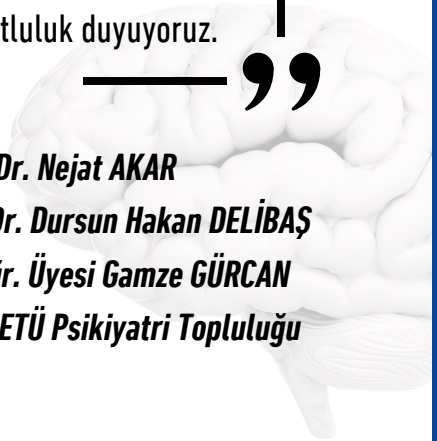 tluluk duyuyoruz.
”
Dr. Nejat AKAR
Dr. Dursun Hakan DELİBAŞ
r. Üyesi Gamze GÜRCAN
ETÜ Psikiyatri Topluluğu